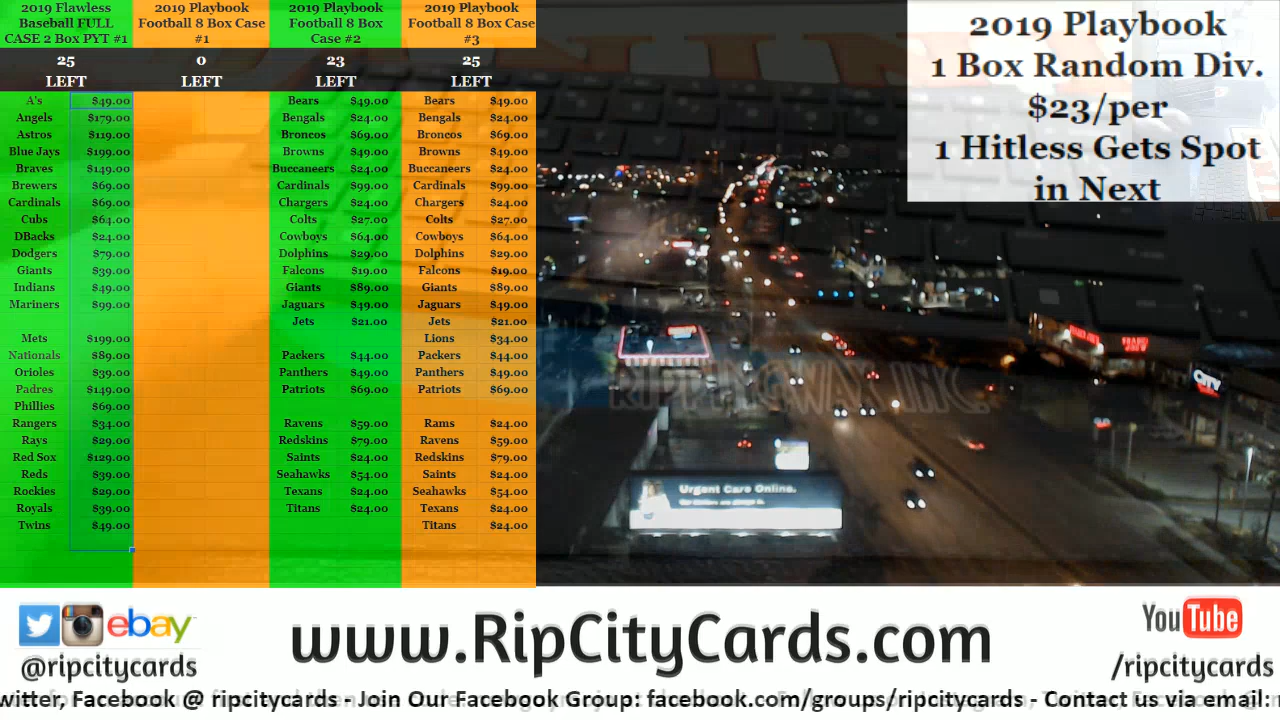 2019 Flawless
Baseball FULL
CASE 2 Box PYT #1
25
LEFT
A's $49.00
Angels $179.00
Astros $119.00
Blue Jays $199.00
Braves $149.00
Brewers $69.00
Cardinals $69.00
Cubs $64.00
DBacks $24.00
Dodgers $79.00
Giants $39.00
Indians $49.00
Mariners $99.00
Mets $199.00
Nationals $89.00
Orioles $39.00
Padres $149.00
Phillies $69.00
Rangers $34.00
Rays $29.00
Red Sox $129.00
Reds $39.00
Rockies $29.00
Royals $39.00
Twins $49.00
2019 Playbook
Football 8 Box Case
#1
0
LEFT
2019 Playbook
Football 8 Box
Case #2
23
LEFT
Bears $49.00
Bengals $24.00
Broncos $69.00
Browns $49.00
Buccaneers $24.00
Cardinals $99.00
Chargers $24.00
Colts $27.00
Cowboys $64.00
Dolphins $29.00
Falcons $19.00
Giants $89.00
Jaguars $49.00
Jets $21.00
Packers $44.00
Panthers $49.00
Patriots $69.00
Ravens $59.00
Redskins $79.00
Saints $24.00
Seahawks $54.00
Texans $24.00
Titans $24.00
2019 Playbook
Football 8 Box Case
#3
25
LEFT
Bears $49.00
Bengals $24.00
Broncos $69.00
Browns $49.00
Buccaneers $24.00
Cardinals $99.00
Chargers $24.00
Colts $27.00
Cowboys $64.00
Dolphins $29.00
Falcons $19.00
Giants $89.00
Jaguars $49.00
Jets $21.00
Lions $34.00
Packers $44.00
Panthers $49.00
Patriots $69.00
Rams $24.00
Ravens $59.00
Redskins $79.00
Saints $24.00
Seahawks $54.00
Texans $24.00
Titans $24.00
2019 Playbook
1 Box Random Div.
$23/per
1 Hitless Gets Spot
in Next
Urgent Care Online.
CITY
ebay
@ripcitycards
www.RipCityCards.com
YouTube
/ripcitycards
witter, Facebook @ ripcitycards - Join Our Facebook Group: facebook.com/groups/ripcitycards - Contact us via email: